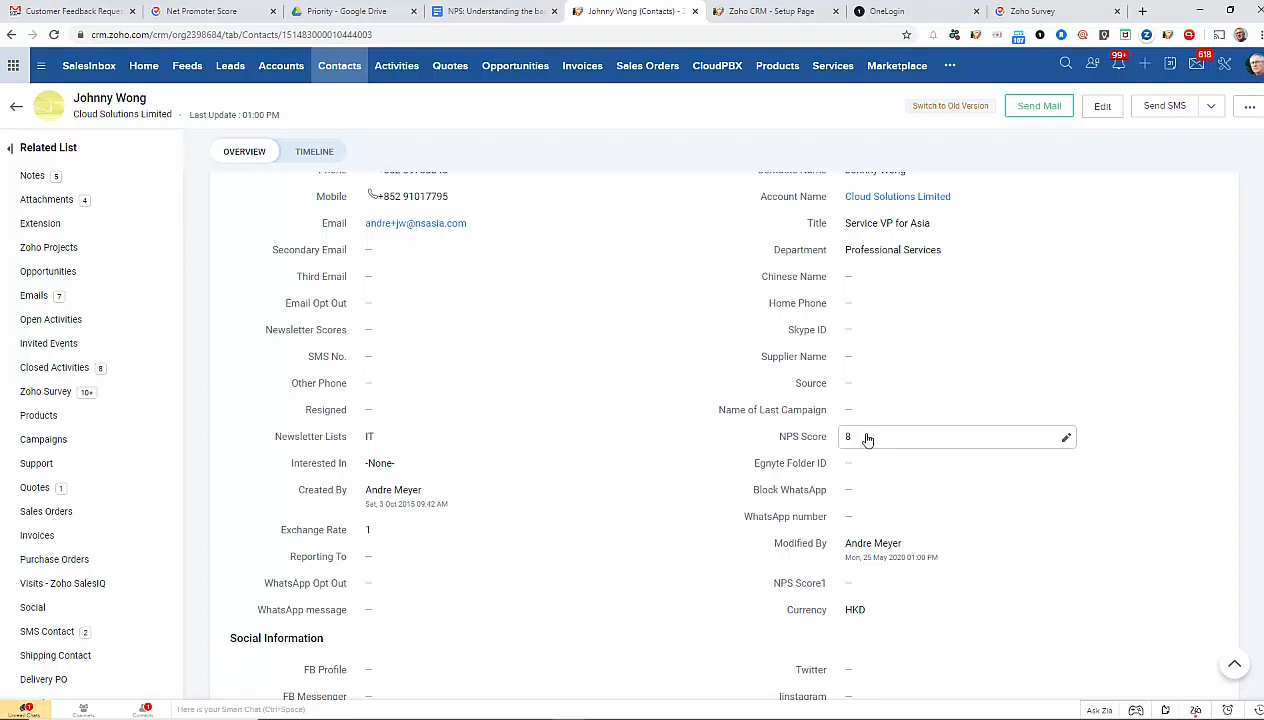 Customer Feedback Reques
Net Promoter Score
Priority - Google Drive
NPS: Understanding the ba
Johnny Wong (Contacts) - Z
Zoho CRM - Setup Page
OneLogin
Zoho Survey
crm.zoho.com/crm/org2398684/tab/Contacts/151483000010444003
107
SalesInbox Home Feeds Leads Accounts Contacts Activities Quotes Opportunities Invoices Sales Orders CloudPBX Products Services Marketplace
99+
618
Johnny Wong
Cloud Solutions Limited · Last Update : 01:00 PM
Switch to Old Version
Send Mail
Edit
Send SMS
Related List
Notes 5
Attachments 4
Extension
Zoho Projects
Opportunities
Emails 7
Open Activities
Invited Events
Closed Activities 8
Zoho Survey 10+
Products
Campaigns
Support
Quotes 1
Sales Orders
Invoices
Purchase Orders
Visits - Zoho SalesIQ
Social
SMS Contact 2
Shipping Contact
Delivery PO
OVERVIEW
TIMELINE
Mobile +852 91017795
Account Name Cloud Solutions Limited
Email andre+jw@nsasia.com
Title Service VP for Asia
Secondary Email —
Department Professional Services
Third Email —
Chinese Name —
Email Opt Out —
Home Phone —
Newsletter Scores —
Skype ID —
SMS No. —
Supplier Name —
Other Phone —
Source —
Resigned —
Name of Last Campaign —
Newsletter Lists IT
NPS Score 8
Interested In -None-
Egnyte Folder ID —
Created By Andre Meyer
Sat, 3 Oct 2015 09:42 AM
Block WhatsApp —
WhatsApp number —
Exchange Rate 1
Modified By Andre Meyer
Mon, 25 May 2020 01:00 PM
Reporting To —
WhatsApp Opt Out —
NPS Score1 —
WhatsApp message —
Currency HKD
Social Information
FB Profile —
Twitter —
FB Messenger —
Iinstagram —
Unread Chats
Channels
Contacts
Here is your Smart Chat (Ctrl+Space)
Ask Zia